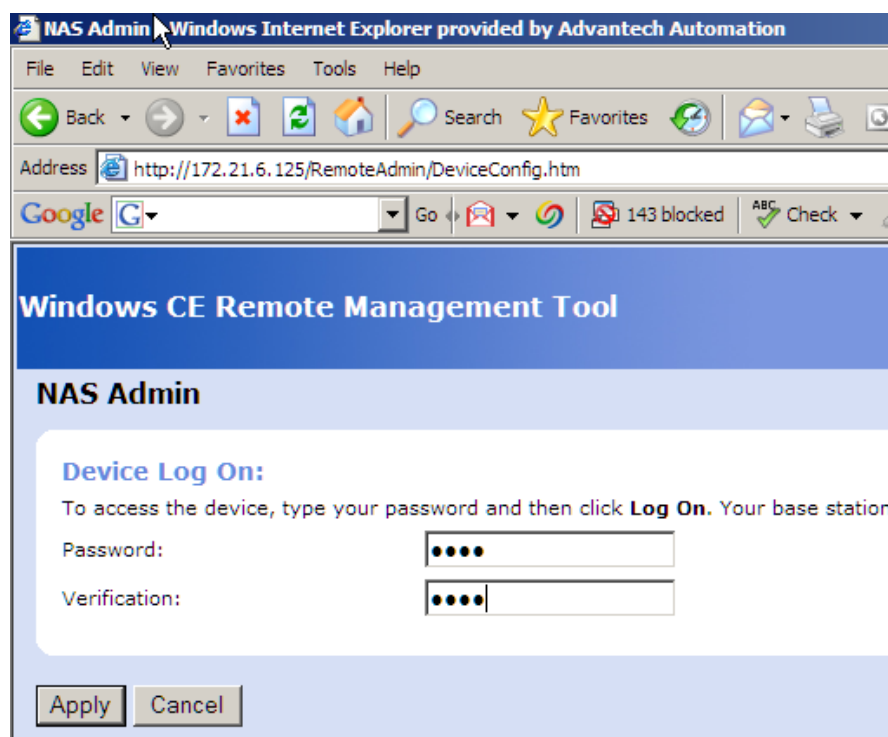 NAS Admin - Windows Internet Explorer provided by Advantech Automation
File Edit View Favorites Tools Help
Back Search Favorites
Address http://172.21.6.125/RemoteAdmin/DeviceConfig.htm
Google G Go 143 blocked ABC Check
Windows CE Remote Management Tool
NAS Admin
Device Log On:
To access the device, type your password and then click Log On. Your base station
Password: ●●●●
Verification: ●●●●
Apply Cancel